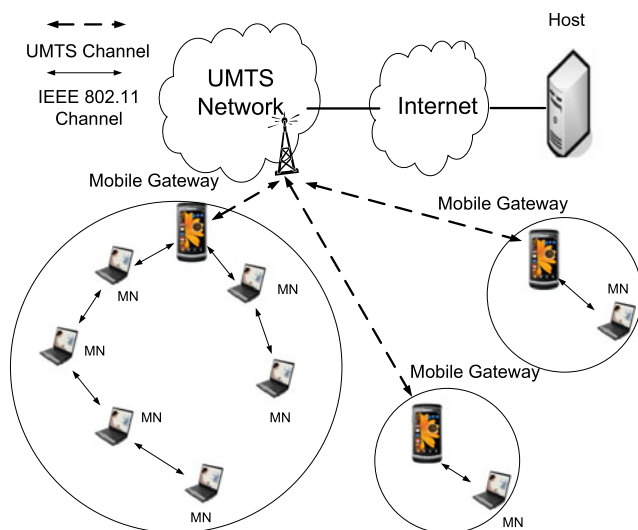 UMTS Channel
IEEE 802.11
Channel
UMTS
Network
Internet
Host
Mobile Gateway
Mobile Gateway
Mobile Gateway
MN
MN
MN
MN
MN
MN
MN
MN